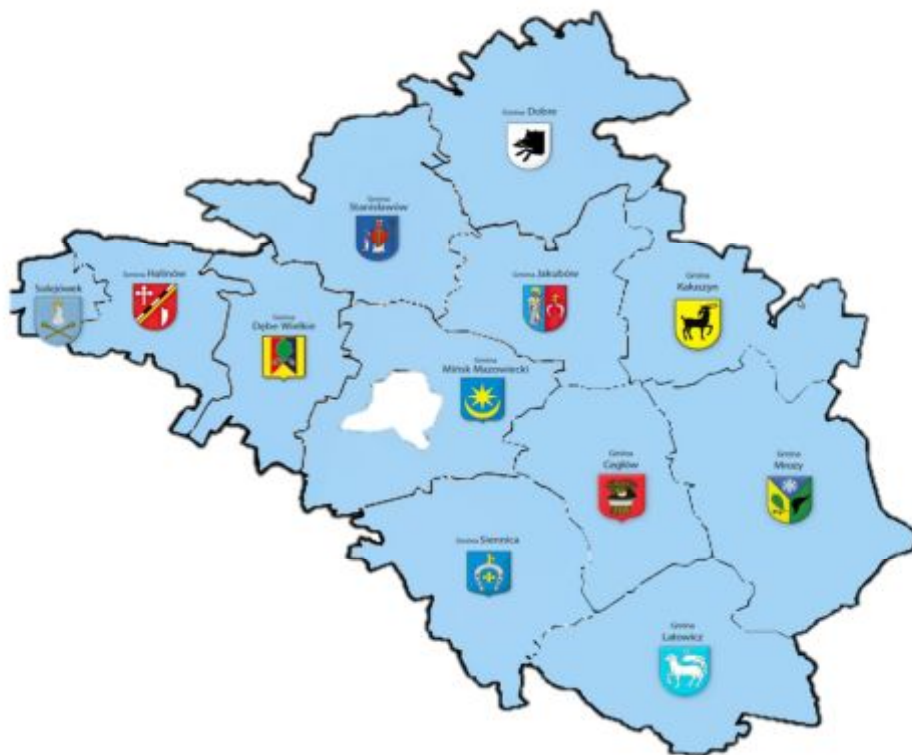 Gmina Dobre
Gmina
Stanisławów
Gmina Halinów
Sulejówek
Gmina Jakubów
Gmina
Kałuszyn
Gmina
Dębe Wielkie
Gmina
Mińsk Mazowiecki
Gmina
Cegłów
Gmina
Mrozy
Gmina Siennica
Gmina
Latowicz